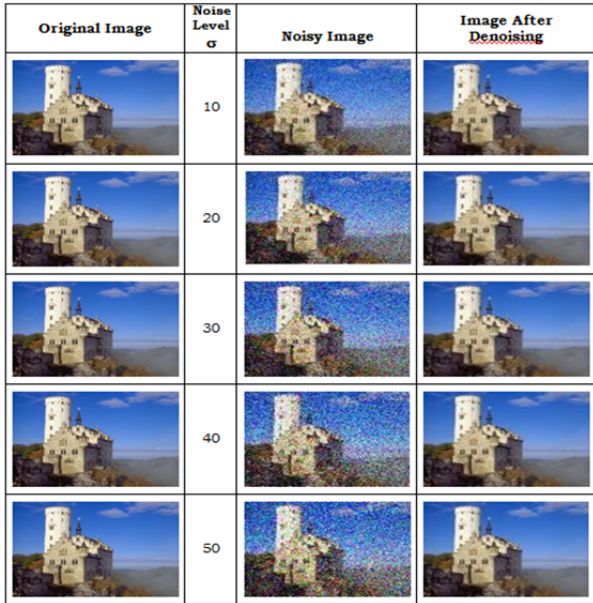 Original Image
Noise
Level
σ
Noisy Image
Image After
Denoising
10
20
30
40
50